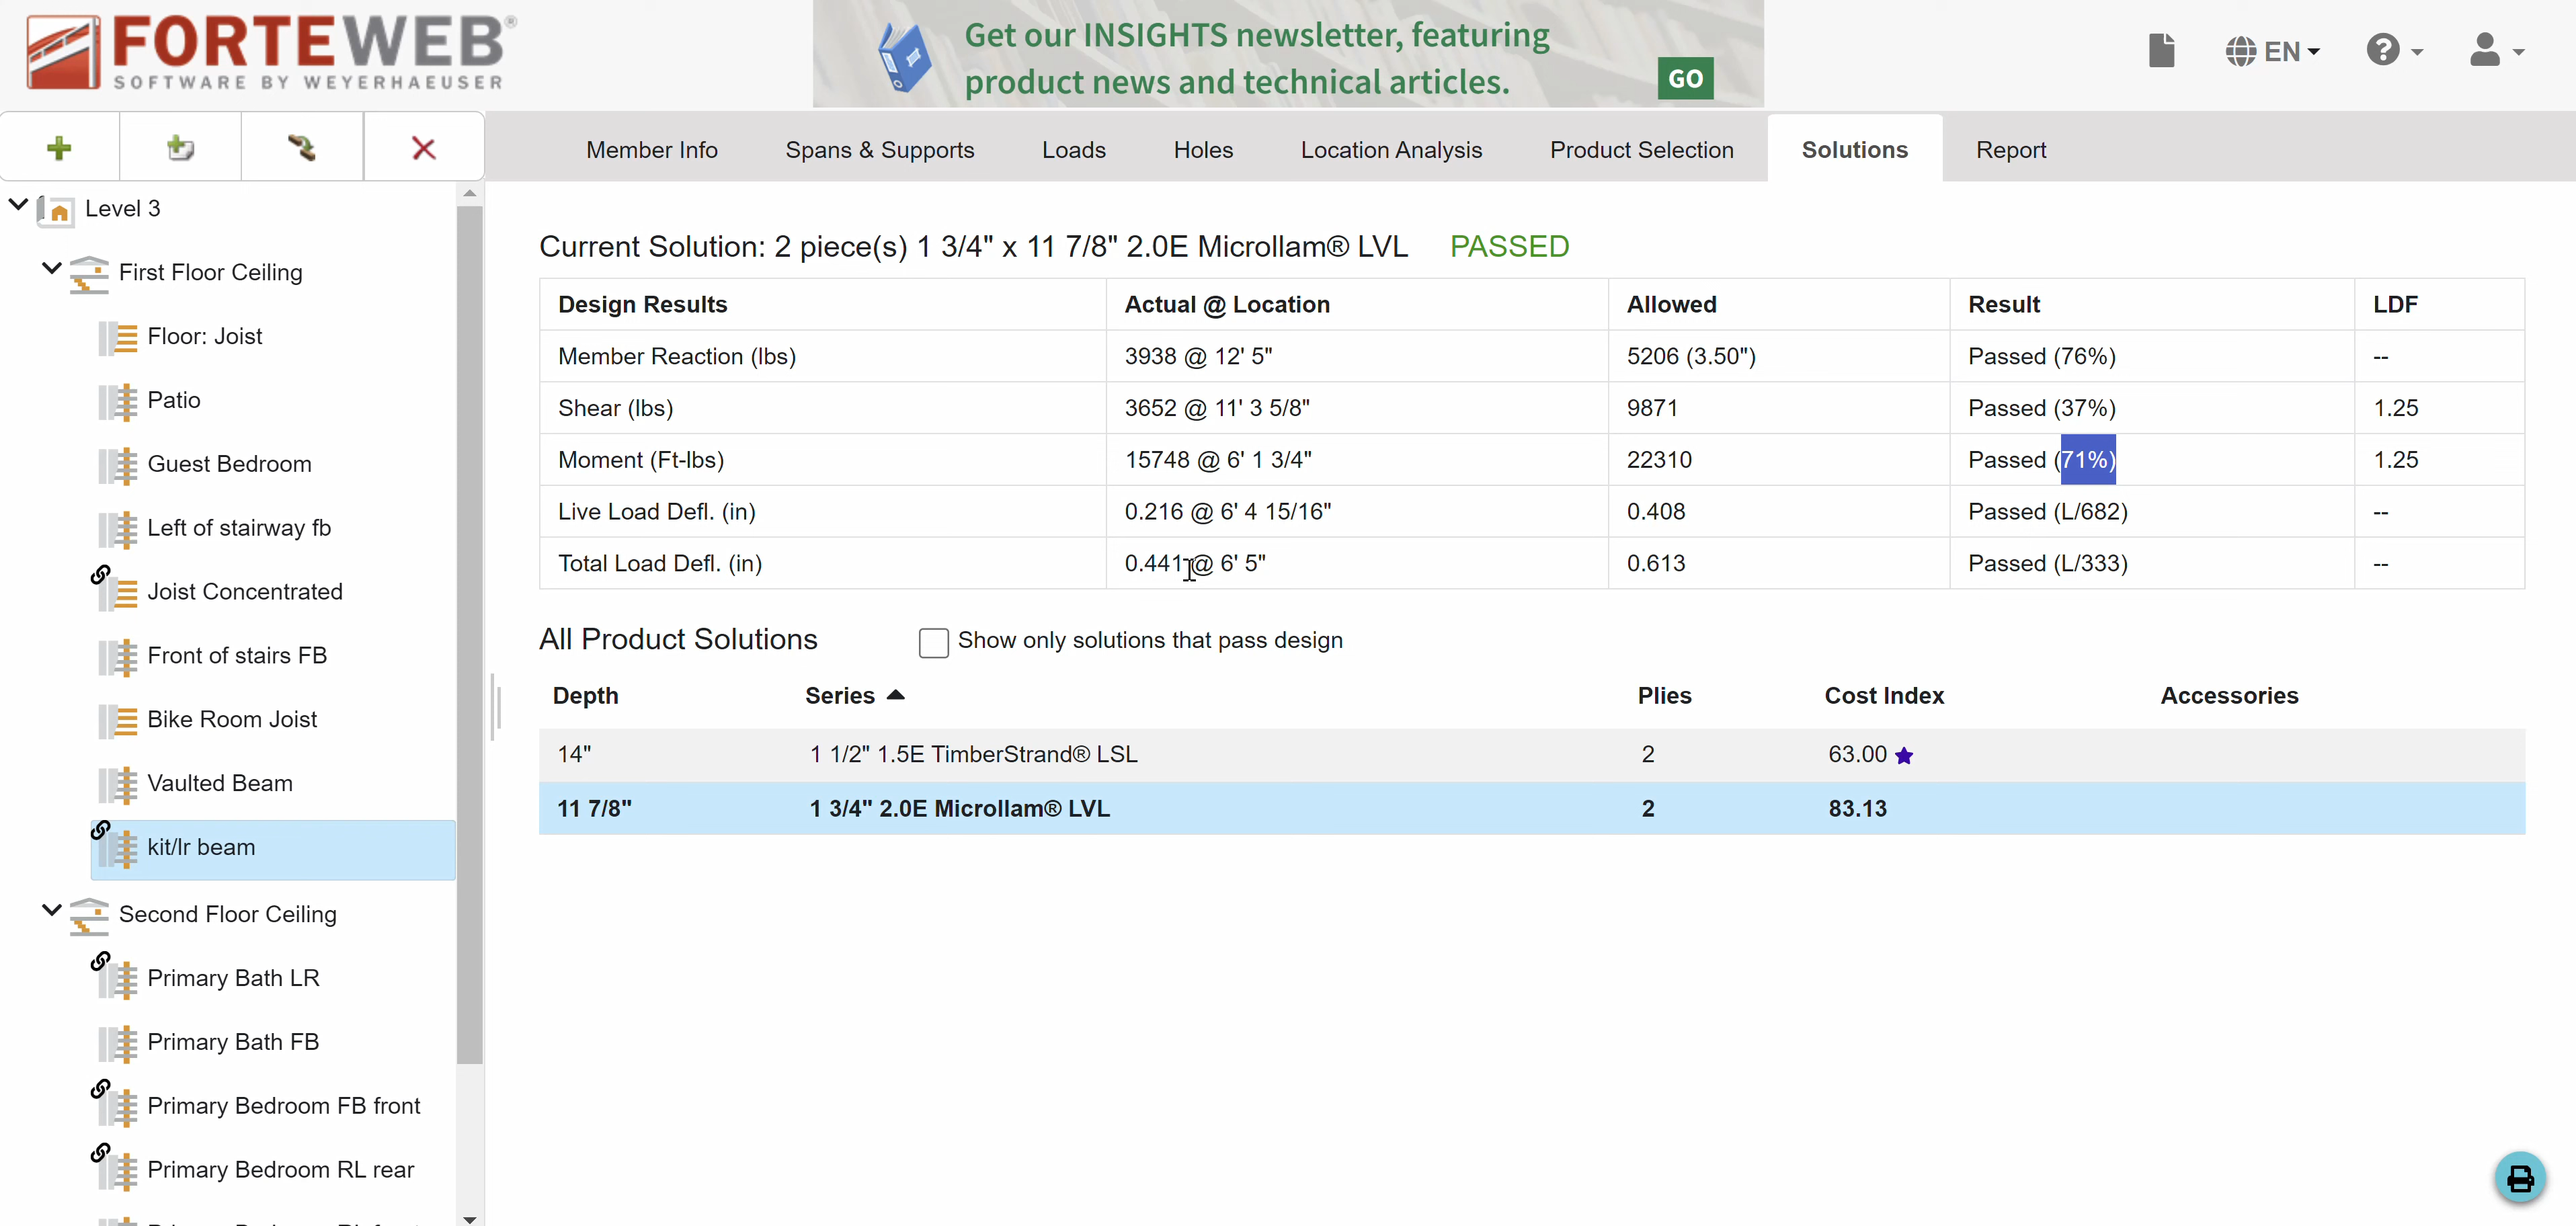 FORTEWEB®
SOFTWARE BY WEYERHAEUSER
Get our INSIGHTS newsletter, featuring
product news and technical articles.
GO
EN
Member Info Spans & Supports Loads Holes Location Analysis Product Selection Solutions Report
Level 3
First Floor Ceiling
Floor: Joist
Patio
Guest Bedroom
Left of stairway fb
Joist Concentrated
Front of stairs FB
Bike Room Joist
Vaulted Beam
kit/lr beam
Second Floor Ceiling
Primary Bath LR
Primary Bath FB
Primary Bedroom FB front
Primary Bedroom RL rear
Current Solution: 2 piece(s) 1 3/4" x 11 7/8" 2.0E Microllam® LVL PASSED
Design Results Actual @ Location Allowed Result LDF
Member Reaction (lbs) 3938 @ 12' 5" 5206 (3.50") Passed (76%) --
Shear (lbs) 3652 @ 11' 3 5/8" 9871 Passed (37%) 1.25
Moment (Ft-lbs) 15748 @ 6' 1 3/4" 22310 Passed (71%) 1.25
Live Load Defl. (in) 0.216 @ 6' 4 15/16" 0.408 Passed (L/682) --
Total Load Defl. (in) 0.441 @ 6' 5" 0.613 Passed (L/333) --
All Product Solutions Show only solutions that pass design
Depth Series Plies Cost Index Accessories
14" 1 1/2" 1.5E TimberStrand® LSL 2 63.00
11 7/8" 1 3/4" 2.0E Microllam® LVL 2 83.13